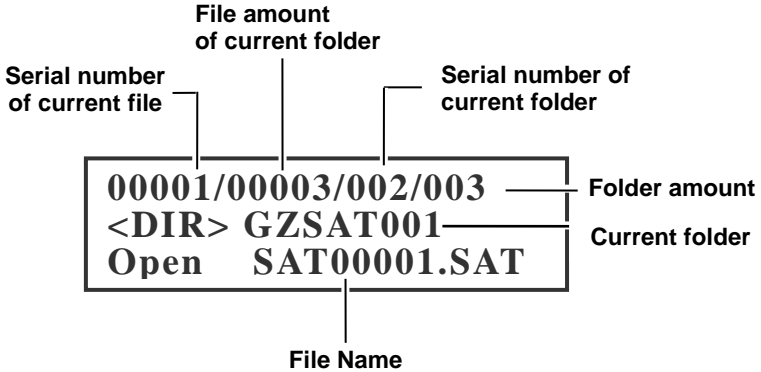 File amount
of current folder
Serial number
of current file
Serial number of
current folder
00001/00003/002/003
Folder amount
<DIR> GZSAT001
Current folder
Open SAT00001.SAT
File Name